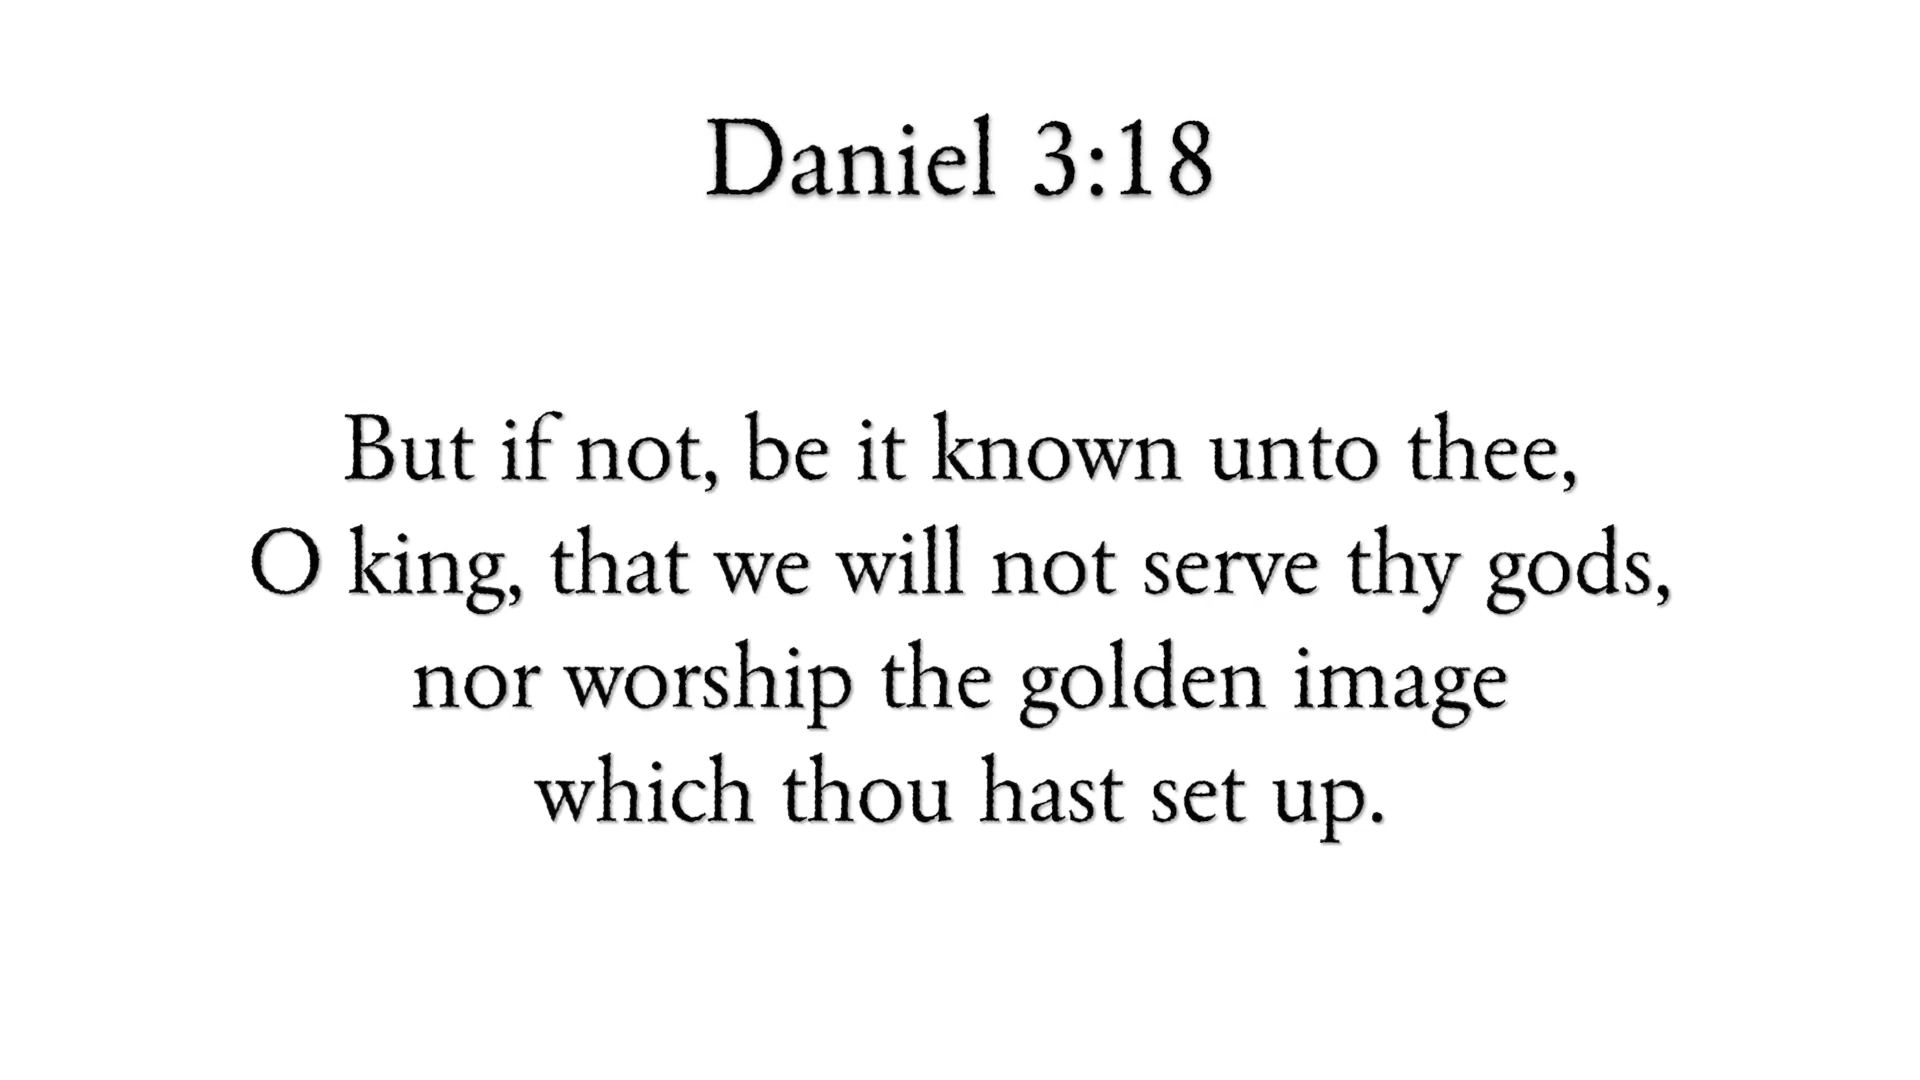 Daniel 3:18
But if not, be it known unto thee,
O king, that we will not serve thy gods,
nor worship the golden image
which thou hast set up.